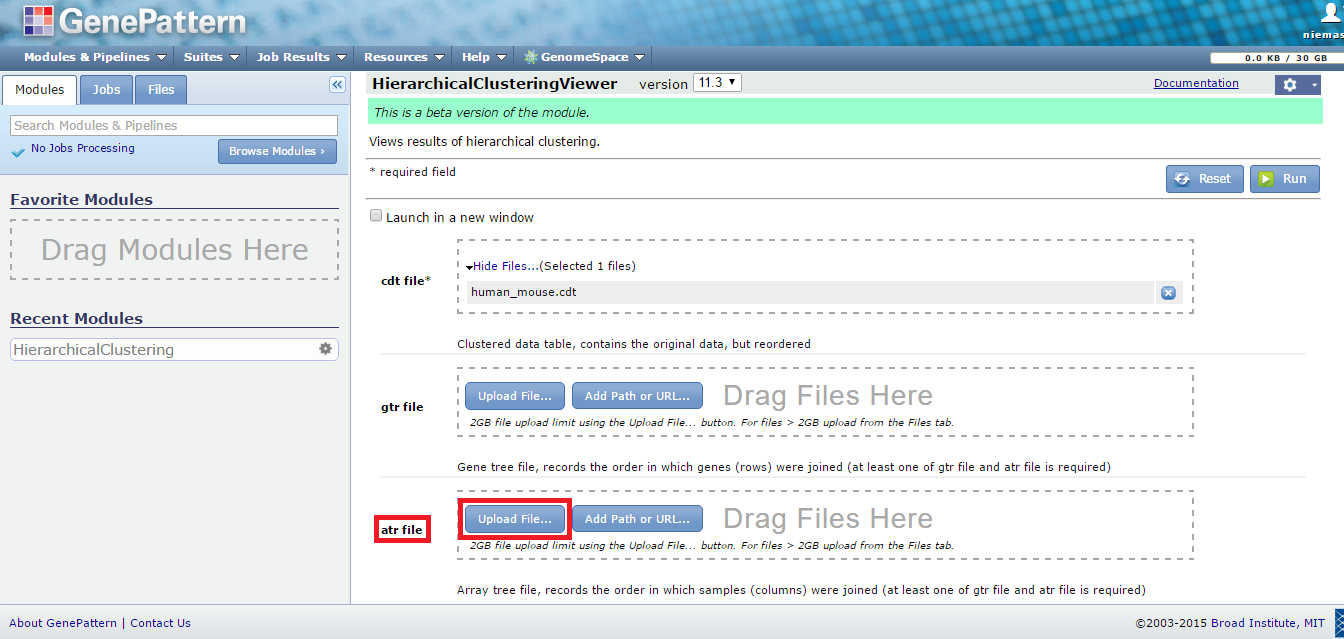 GenePattern
niemas
Modules & Pipelines Suites Job Results Resources Help GenomeSpace
0.0 KB / 30 GB
Modules Jobs Files
Search Modules & Pipelines
No Jobs Processing
Browse Modules ›
Favorite Modules
Drag Modules Here
Recent Modules
HierarchicalClustering
HierarchicalClusteringViewer version 11.3
Documentation
This is a beta version of the module.
Views results of hierarchical clustering.
* required field
Reset Run
Launch in a new window
cdt file*
Hide Files...(Selected 1 files)
human_mouse.cdt
Clustered data table, contains the original data, but reordered
gtr file
Upload File... Add Path or URL... Drag Files Here
2GB file upload limit using the Upload File... button. For files > 2GB upload from the Files tab.
Gene tree file, records the order in which genes (rows) were joined (at least one of gtr file and atr file is required)
atr file
Upload File... Add Path or URL... Drag Files Here
2GB file upload limit using the Upload File... button. For files > 2GB upload from the Files tab.
Array tree file, records the order in which samples (columns) were joined (at least one of gtr file and atr file is required)
About GenePattern | Contact Us
©2003-2015 Broad Institute, MIT